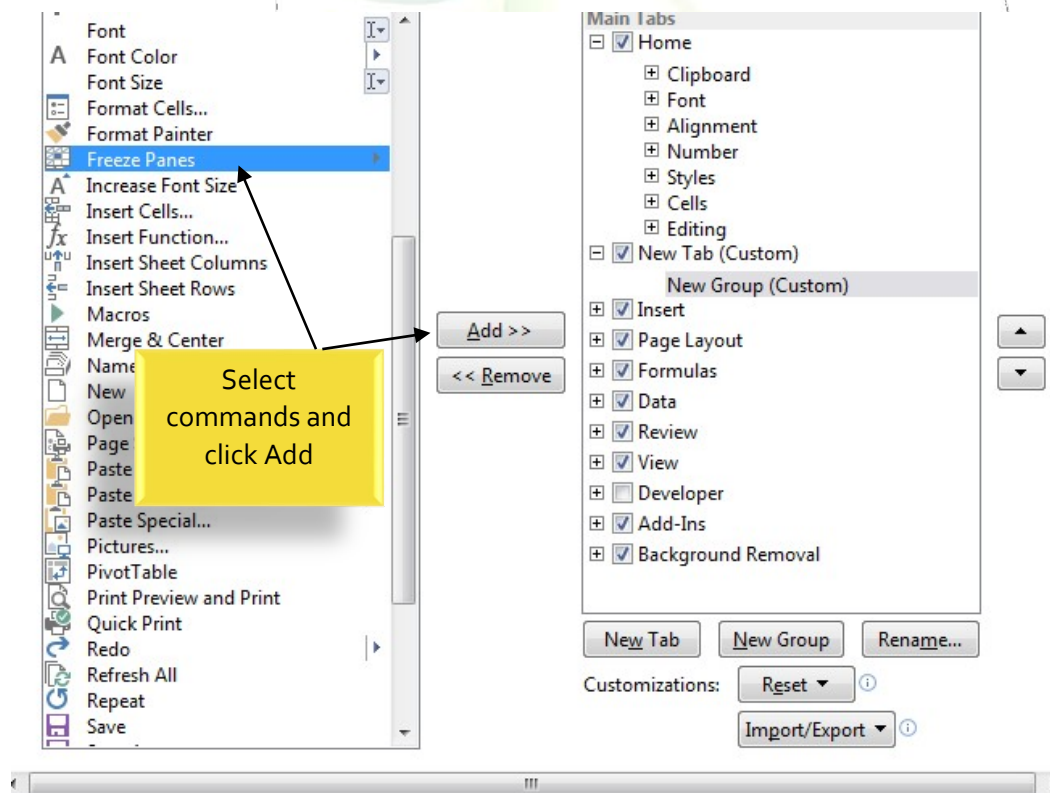 Font
A Font Color
Font Size
Format Cells...
Format Painter
Freeze Panes
A Increase Font Size
Insert Cells...
fx Insert Function...
Insert Sheet Columns
Insert Sheet Rows
Macros
Merge & Center
Name
New
Open
Page
Paste
Paste
Paste Special...
Pictures...
PivotTable
Print Preview and Print
Quick Print
Redo
Refresh All
Repeat
Save
Select
commands and
click Add
Add >>
<< Remove
Main Tabs
Home
Clipboard
Font
Alignment
Number
Styles
Cells
Editing
New Tab (Custom)
New Group (Custom)
Insert
Page Layout
Formulas
Data
Review
View
Developer
Add-Ins
Background Removal
New Tab
New Group
Rename...
Customizations:
Reset
Import/Export